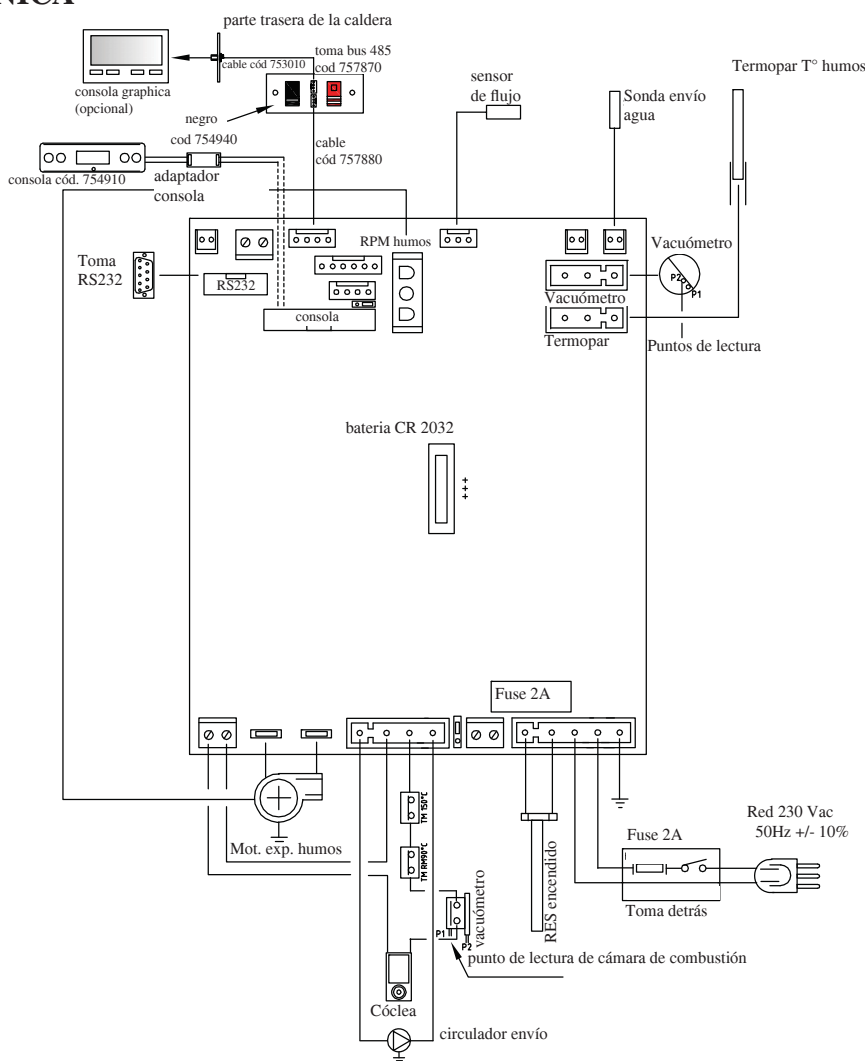 NICA
parte trasera de la caldera
cable cód 753010
toma bus 485
cod 757870
consola graphica
(opcional)
negro
cod 754940
cable
cód 757880
consola cód. 754910
adaptador
consola
sensor
de flujo
Sonda envío
agua
Termopar T° humos
Toma
RS232
RS232
RPM humos
consola
Vacuómetro
Vacuómetro
P2
P1
Termopar
Puntos de lectura
bateria CR 2032
+++
Fuse 2A
Mot. exp. humos
TM 150°C
TM RM90°C
vacuómetro
P1
P2
RES encendido
Fuse 2A
Toma detrás
Red 230 Vac
50Hz +/- 10%
punto de lectura de cámara de combustión
Cóclea
circulador envío